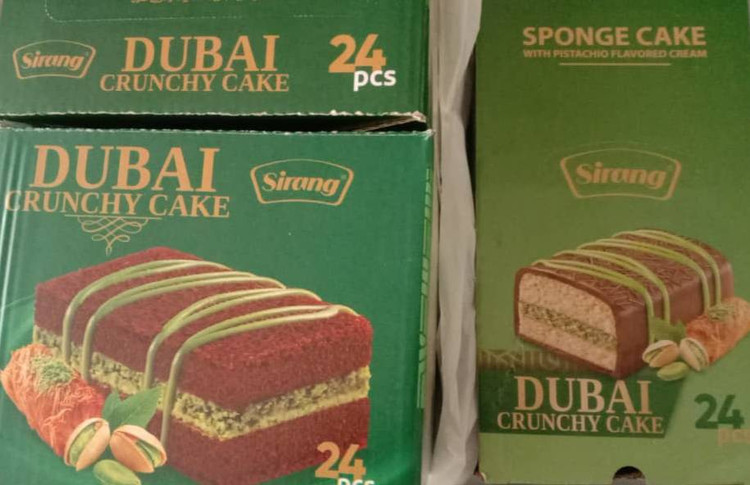 Sirang
DUBAI
CRUNCHY CAKE
24
pcs
DUBAI
CRUNCHY CAKE
Sirang
24
pcs
SPONGE CAKE
WITH PISTACHIO FLAVORED CREAM
Sirang
DUBAI
CRUNCHY CAKE
24